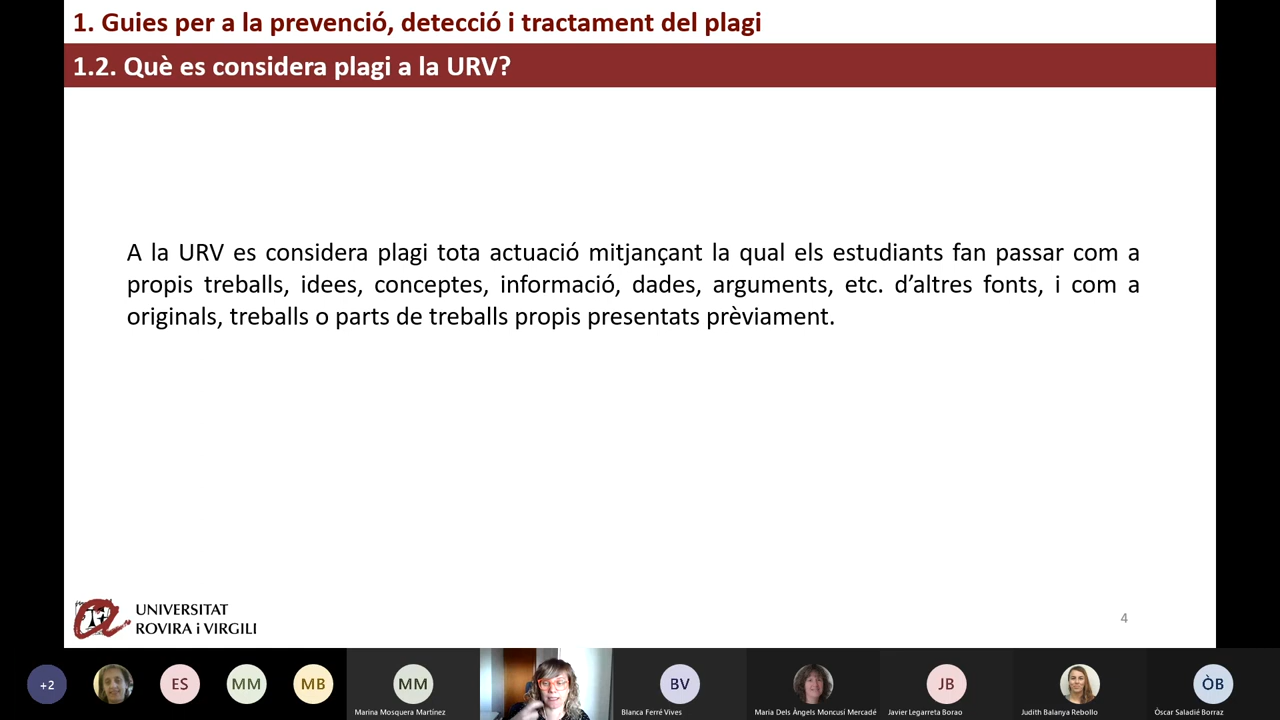 1. Guies per a la prevenció, detecció i tractament del plagi
1.2. Què es considera plagi a la URV?
A la URV es considera plagi tota actuació mitjançant la qual els estudiants fan passar com a
propis treballs, idees, conceptes, informació, dades, arguments, etc. d’altres fonts, i com a
originals, treballs o parts de treballs propis presentats prèviament.
UNIVERSITAT
ROVIRA i VIRGILI
4
+2
ES
MM
MB
MM
BV
JB
ÒB
Marina Mosquera Martínez
Blanca Ferré Vives
Maria Dels Àngels Moncusí Mercadé
Javier Legarreta Borao
Judith Balanya Rebollo
Òscar Saladié Borraz